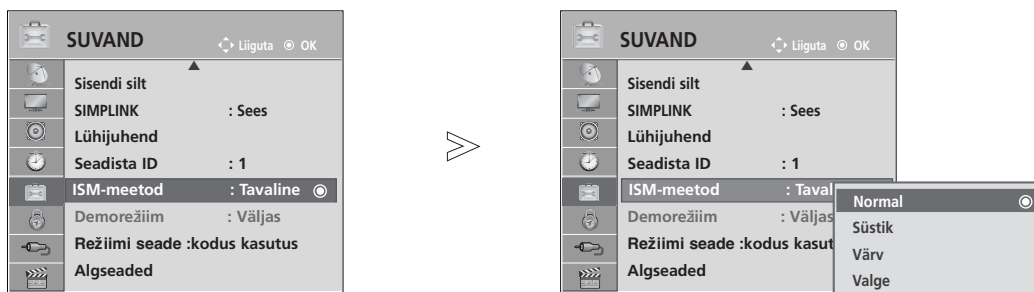 SUVAND
Liiguta OK
Sisendi silt
SIMPLINK : Sees
Lühijuhend
Seadista ID : 1
ISM-meetod : Tavaline
Demorežiim : Väljas
Režiimi seade :kodus kasutus
Algseaded
SUVAND
Liiguta OK
Sisendi silt
SIMPLINK : Sees
Lühijuhend
Seadista ID : 1
ISM-meetod : Taval
Demorežiim : Väljas
Režiimi seade :kodus kasut
Algseaded
Normal
Süstik
Värv
Valge